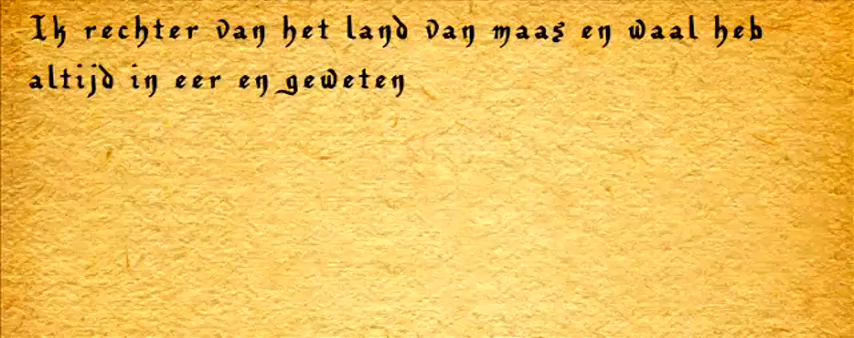 Ik rechter van het land van maas en waal heb
altijd in eer en geweten